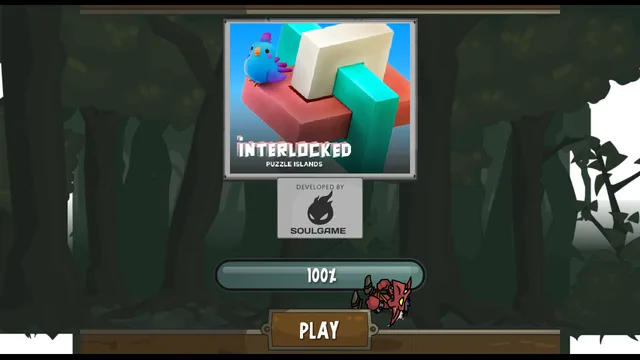 INTERLOCKED
PUZZLE ISLANDS
DEVELOPED BY
SOULGAME
100%
PLAY